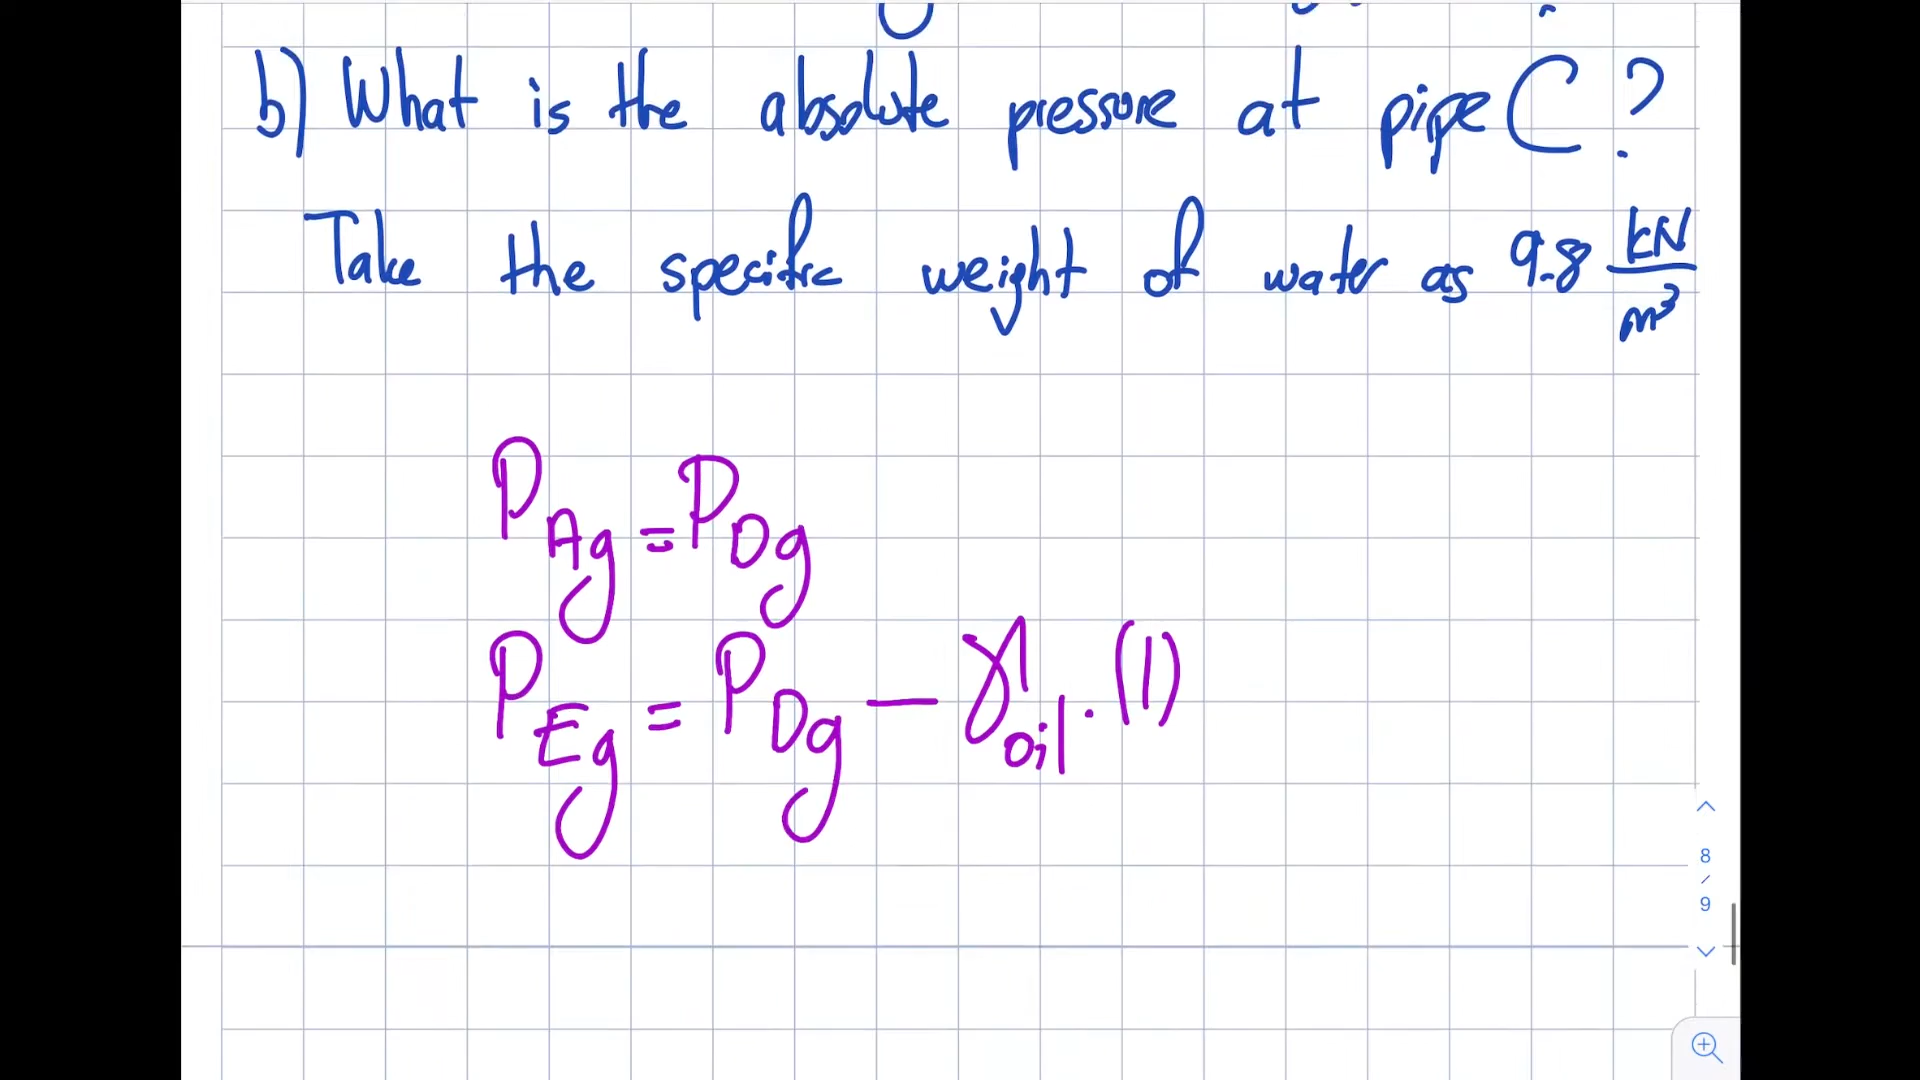 b) What is the absolute pressure at pipe C?
Take the specific weight of water as 9.8 kN/m³
P_Ag = P_Dg
P_Eg = P_Dg − γ_oil · (1)
8
/
9